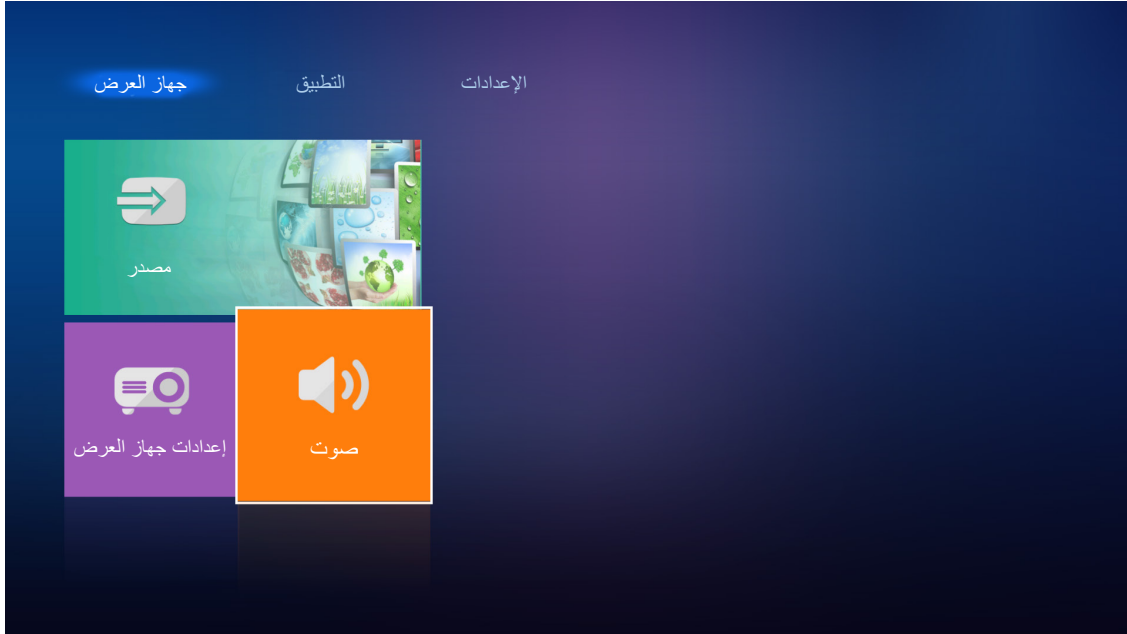 جهاز العرض
التطبيق
الإعدادات
مصدر
إعدادات جهاز العرض
صوت